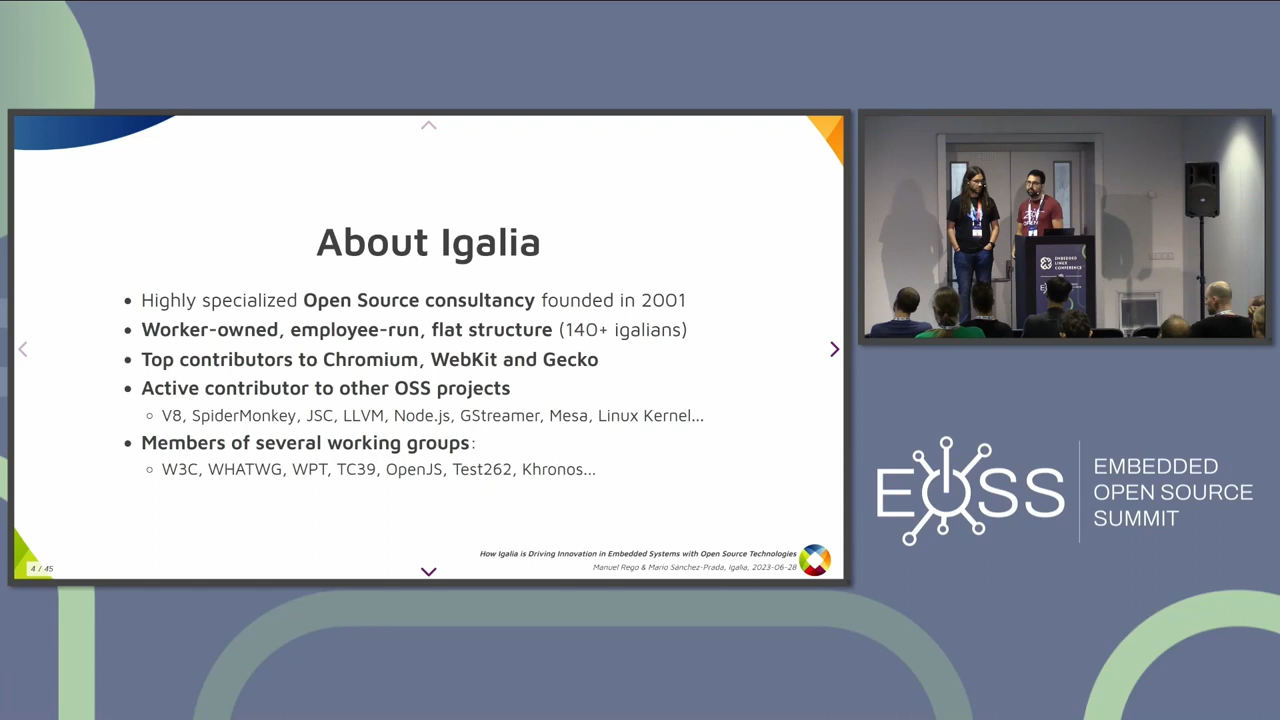 About Igalia
Highly specialized Open Source consultancy founded in 2001
Worker-owned, employee-run, flat structure (140+ igalians)
Top contributors to Chromium, WebKit and Gecko
Active contributor to other OSS projects
V8, SpiderMonkey, JSC, LLVM, Node.js, GStreamer, Mesa, Linux Kernel...
Members of several working groups:
W3C, WHATWG, WPT, TC39, OpenJS, Test262, Khronos...
How Igalia is Driving Innovation in Embedded Systems with Open Source Technologies
Manuel Rego & Mario Sánchez-Prada, Igalia, 2023-06-28
4 / 45
EMBEDDED
LINUX
CONFERENCE
EOSS
EMBEDDED
OPEN SOURCE
SUMMIT